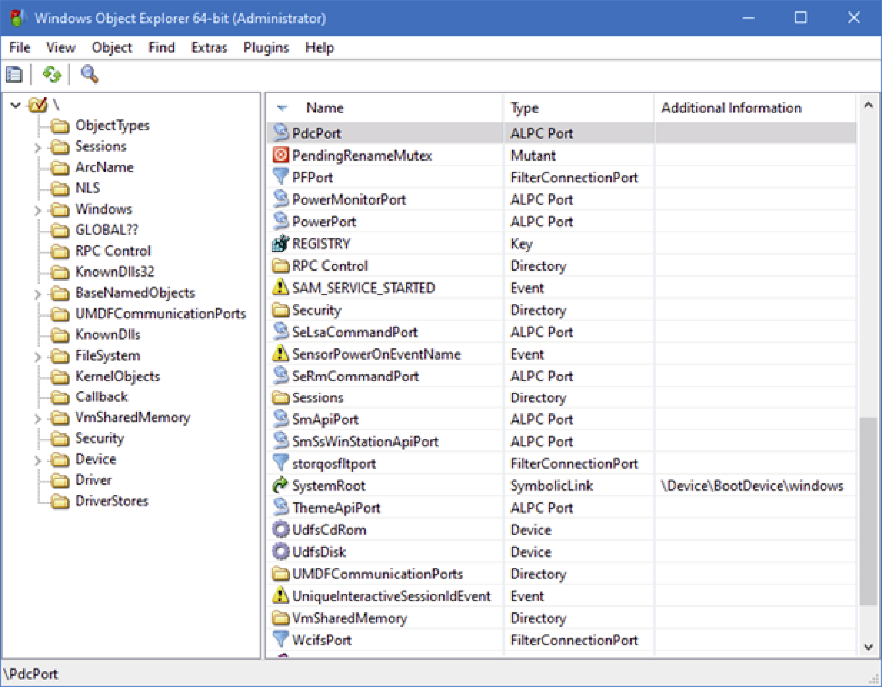 Windows Object Explorer 64-bit (Administrator)
File View Object Find Extras Plugins Help
\
ObjectTypes
Sessions
ArcName
NLS
Windows
GLOBAL??
RPC Control
KnownDlls32
BaseNamedObjects
UMDFCommunicationPorts
KnownDlls
FileSystem
KernelObjects
Callback
VmSharedMemory
Security
Device
Driver
DriverStores
Name Type Additional Information
PdcPort ALPC Port
PendingRenameMutex Mutant
PFPort FilterConnectionPort
PowerMonitorPort ALPC Port
PowerPort ALPC Port
REGISTRY Key
RPC Control Directory
SAM_SERVICE_STARTED Event
Security Directory
SeLsaCommandPort ALPC Port
SensorPowerOnEventName Event
SeRmCommandPort ALPC Port
Sessions Directory
SmApiPort ALPC Port
SmSsWinStationApiPort ALPC Port
storqosfltport FilterConnectionPort
SystemRoot SymbolicLink \Device\BootDevice\windows
ThemeApiPort ALPC Port
UdfsCdRom Device
UdfsDisk Device
UMDFCommunicationPorts Directory
UniqueInteractiveSessionIdEvent Event
VmSharedMemory Directory
WcifsPort FilterConnectionPort
\PdcPort